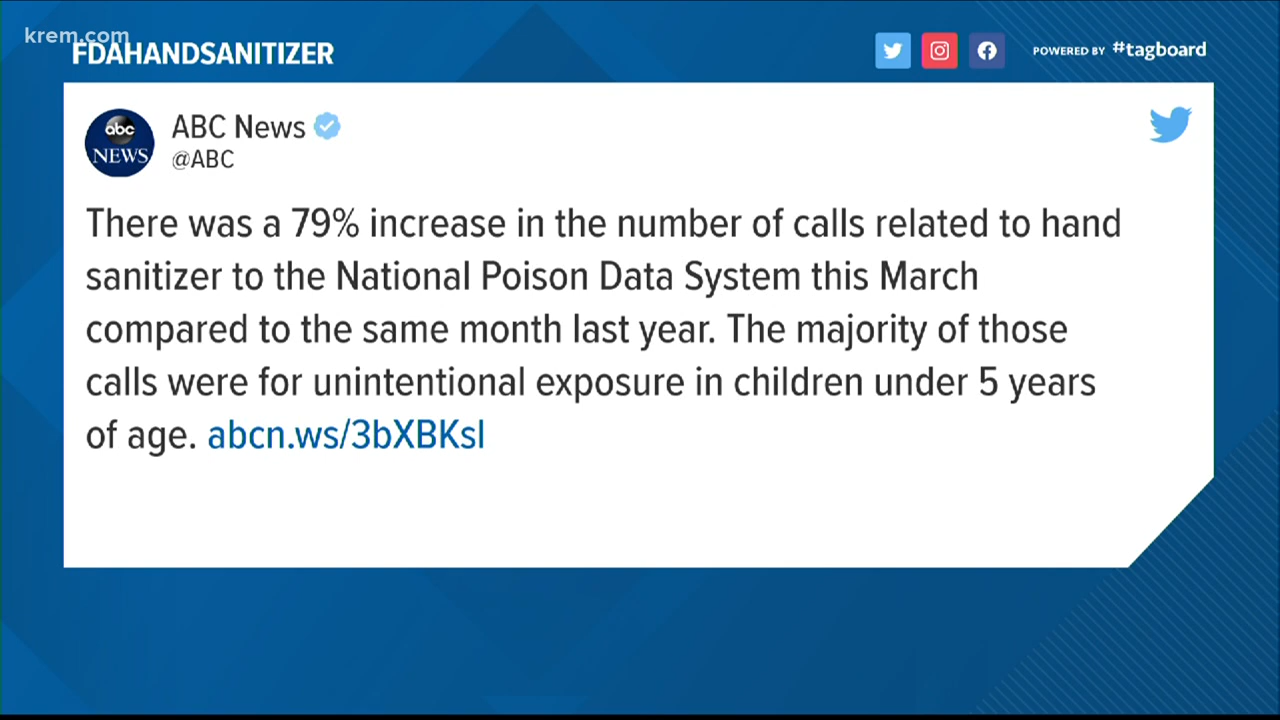 krem.com
FDAHANDSANITIZER
POWERED BY #tagboard
abc
NEWS
ABC News
@ABC
There was a 79% increase in the number of calls related to hand
sanitizer to the National Poison Data System this March
compared to the same month last year. The majority of those
calls were for unintentional exposure in children under 5 years
of age. abcn.ws/3bXBKsl